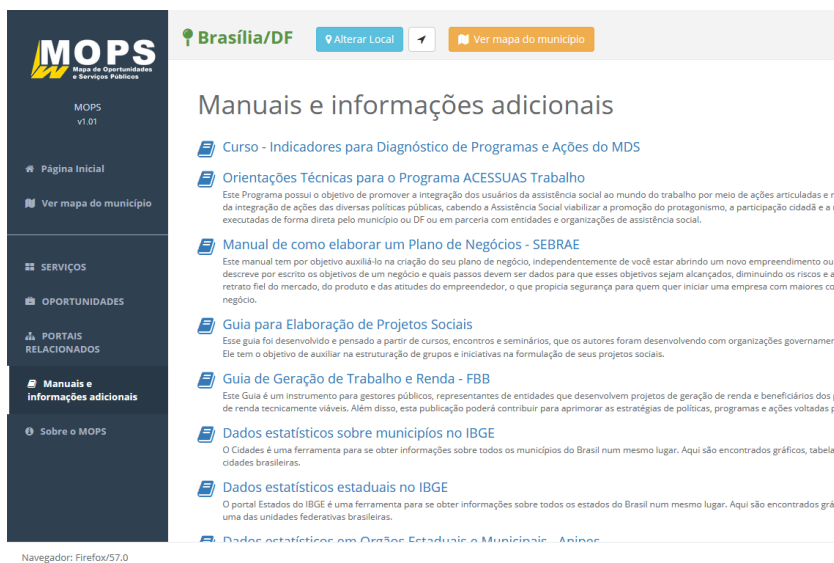 MOPS
Mapa de Oportunidades
e Serviços Públicos
MOPS
v1.01
Página Inicial
Ver mapa do município
SERVIÇOS
OPORTUNIDADES
PORTAIS
RELACIONADOS
Manuais e
informações adicionais
Sobre o MOPS
Brasília/DF
Alterar Local
Ver mapa do município
Manuais e informações adicionais
Curso - Indicadores para Diagnóstico de Programas e Ações do MDS
Orientações Técnicas para o Programa ACESSUAS Trabalho
Este Programa possui o objetivo de promover a integração dos usuários da assistência social ao mundo do trabalho por meio de ações articuladas e
da integração de ações das diversas políticas públicas, cabendo a Assistência Social viabilizar a promoção do protagonismo, a participação cidadã e a
executadas de forma direta pelo município ou DF ou em parceria com entidades e organizações de assistência social.
Manual de como elaborar um Plano de Negócios - SEBRAE
Este manual tem por objetivo auxiliá-lo na criação do seu plano de negócio, independentemente de você estar abrindo um novo empreendimento ou
descreve por escrito os objetivos de um negócio e quais passos devem ser dados para que esses objetivos sejam alcançados, diminuindo os riscos e a
retrato fiel do mercado, do produto e das atitudes do empreendedor, o que propicia segurança para quem quer iniciar uma empresa com maiores co
negócio.
Guia para Elaboração de Projetos Sociais
Esse guia foi desenvolvido e pensado a partir de cursos, encontros e seminários, que os autores foram desenvolvendo com organizações governamer
Ele tem o objetivo de auxiliar na estruturação de grupos e iniciativas na formulação de seus projetos sociais.
Guia de Geração de Trabalho e Renda - FBB
Este Guia é um instrumento para gestores públicos, representantes de entidades que desenvolvem projetos de geração de renda e beneficiários dos
de renda tecnicamente viáveis. Além disso, esta publicação poderá contribuir para aprimorar as estratégias de políticas, programas e ações voltadas
Dados estatísticos sobre municípios no IBGE
O Cidades é uma ferramenta para se obter informações sobre todos os municípios do Brasil num mesmo lugar. Aqui são encontrados gráficos, tabela
cidades brasileiras.
Dados estatísticos estaduais no IBGE
O portal Estados do IBGE é uma ferramenta para se obter informações sobre todos os estados do Brasil num mesmo lugar. Aqui são encontrados grá
uma das unidades federativas brasileiras.
Dados estatísticos em Orgãos Estaduais e Municipais - Anipes
Navegador: Firefox/57.0